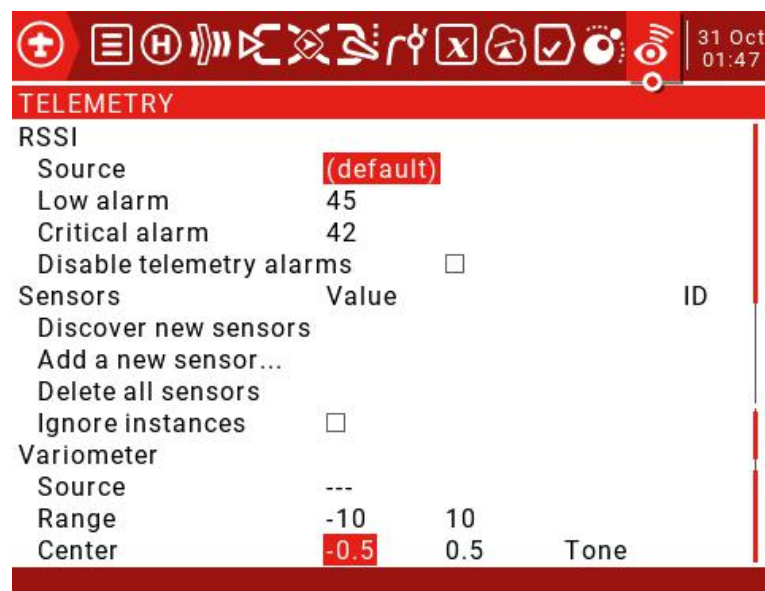 31 Oct
01:47
TELEMETRY
RSSI
Source (default)
Low alarm 45
Critical alarm 42
Disable telemetry alarms
Sensors Value ID
Discover new sensors
Add a new sensor...
Delete all sensors
Ignore instances
Variometer
Source ---
Range -10 10
Center -0.5 0.5 Tone